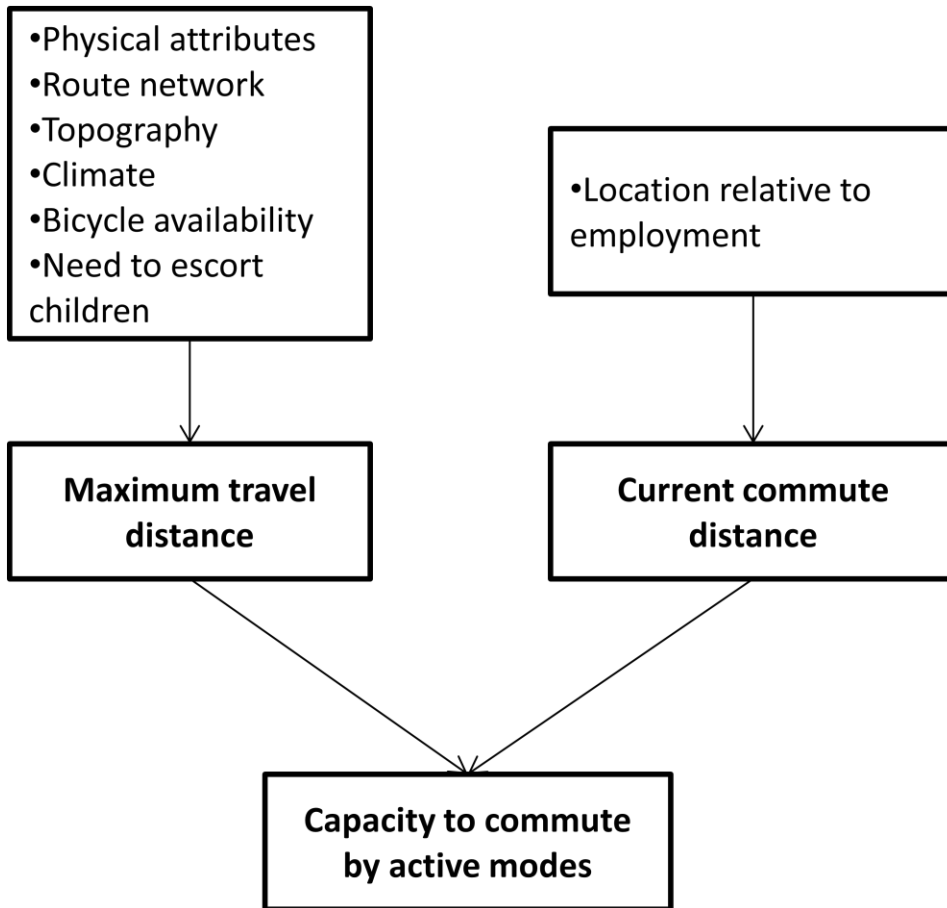 •Physical attributes
•Route network
•Topography
•Climate
•Bicycle availability
•Need to escort
children
•Location relative to
employment
Maximum travel
distance
Current commute
distance
Capacity to commute
by active modes